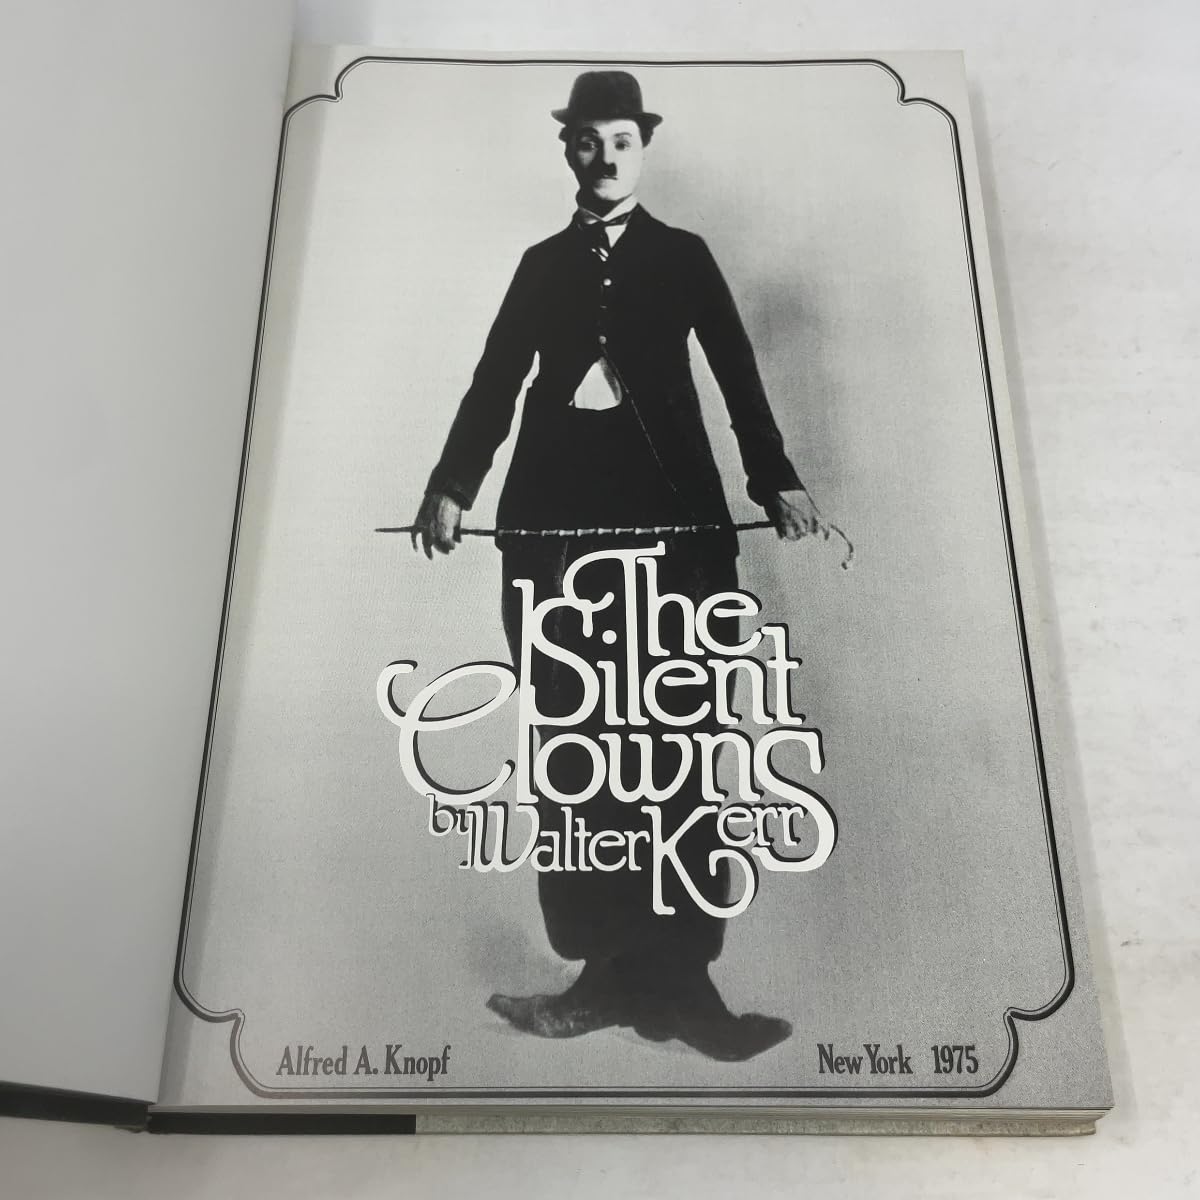 The
Silent
Clowns
by Walter Kerr
Alfred A. Knopf
New York 1975